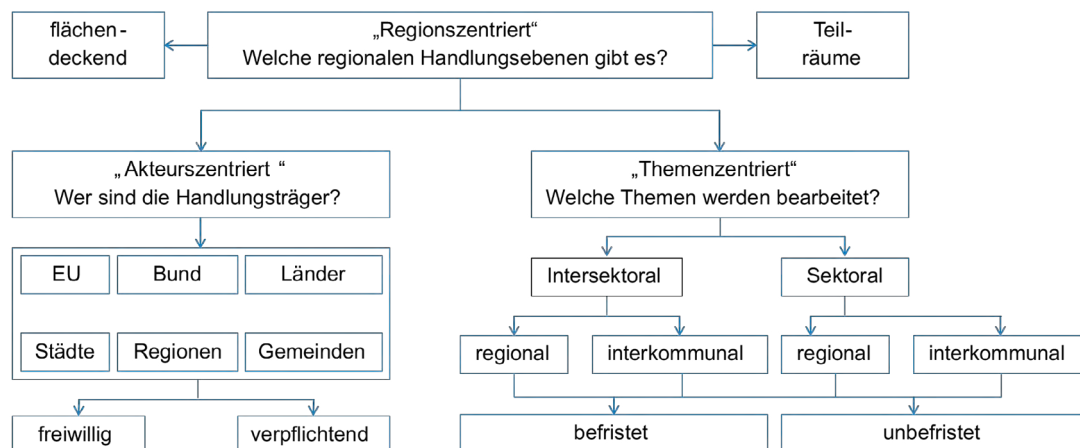 flächen-
deckend
„Regionszentriert“
Welche regionalen Handlungsebenen gibt es?
Teil-
räume
„Akteurszentriert “
Wer sind die Handlungsträger?
„Themenzentriert“
Welche Themen werden bearbeitet?
EU
Bund
Länder
Intersektoral
Sektoral
Städte
Regionen
Gemeinden
regional
interkommunal
regional
interkommunal
freiwillig
verpflichtend
befristet
unbefristet